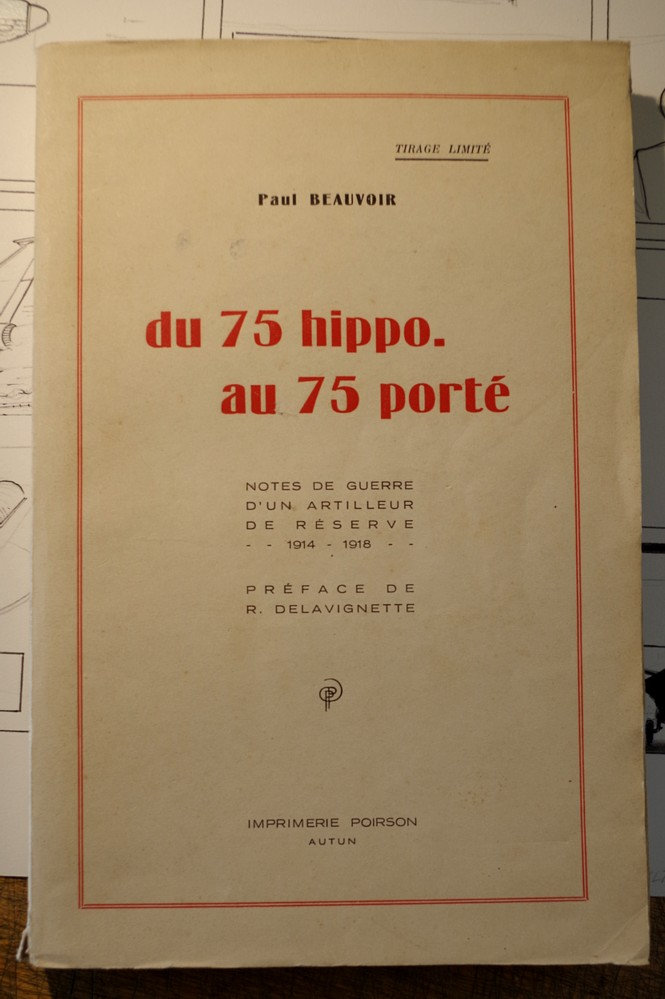 TIRAGE LIMITÉ
Paul BEAUVOIR
du 75 hippo.
au 75 porté
NOTES DE GUERRE
D'UN ARTILLEUR
DE RÉSERVE
- - 1914 - 1918 - -
PRÉFACE DE
R. DELAVIGNETTE
IMPRIMERIE POIRSON
AUTUN